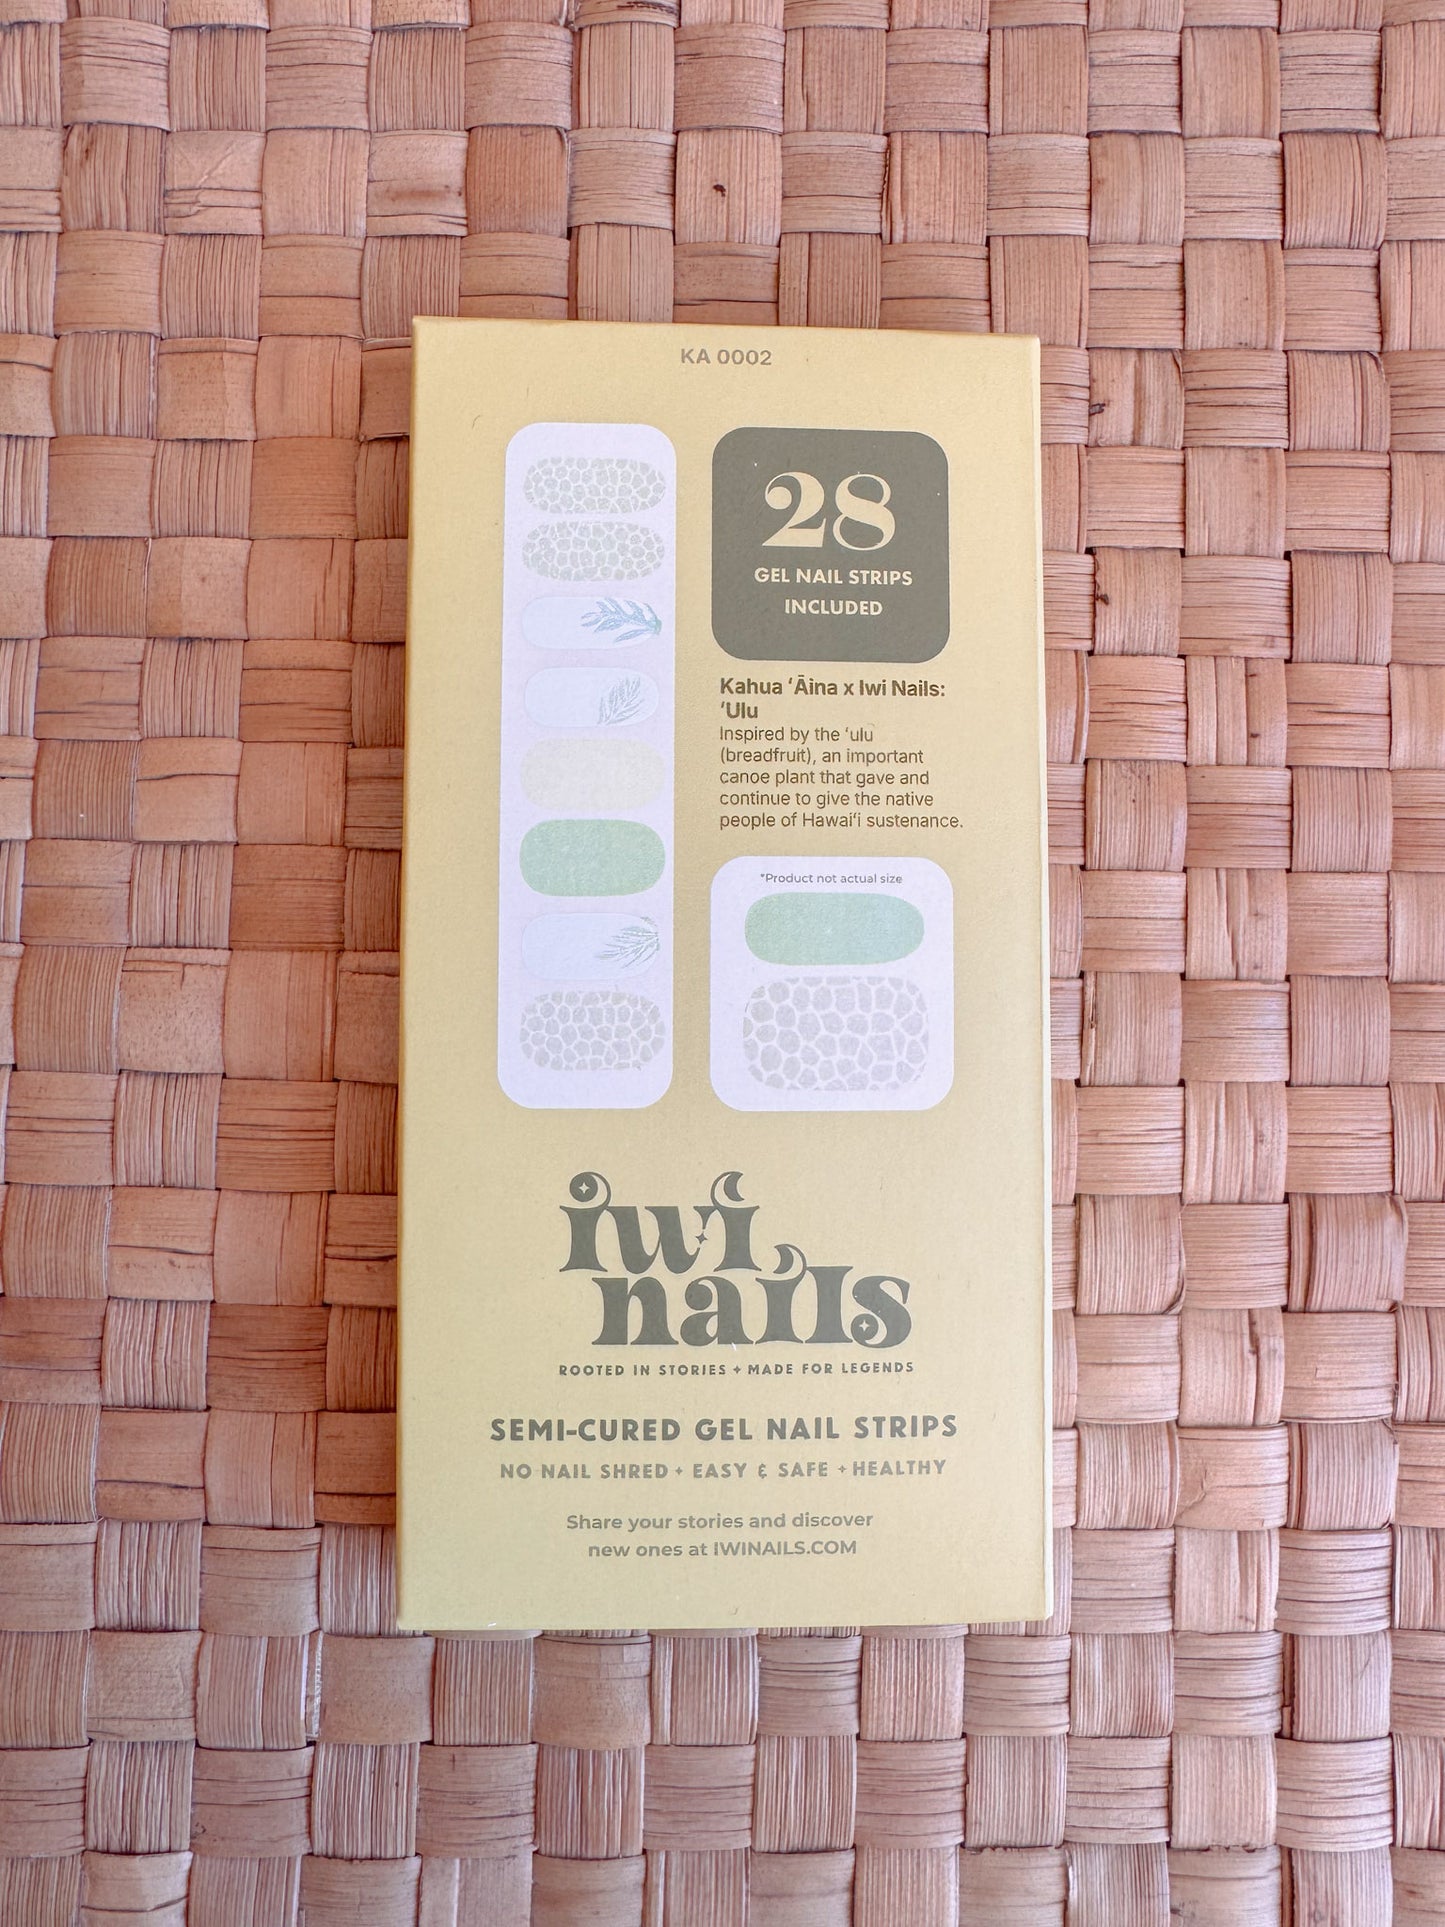 KA 0002
28
GEL NAIL STRIPS
INCLUDED
Kahua ʻĀina x Iwi Nails:
ʻUlu
Inspired by the ʻulu
(breadfruit), an important
canoe plant that gave and
continue to give the native
people of Hawaiʻi sustenance.
*Product not actual size
iwi
nails
ROOTED IN STORIES + MADE FOR LEGENDS
SEMI-CURED GEL NAIL STRIPS
NO NAIL SHRED + EASY & SAFE + HEALTHY
Share your stories and discover
new ones at IWINAILS.COM